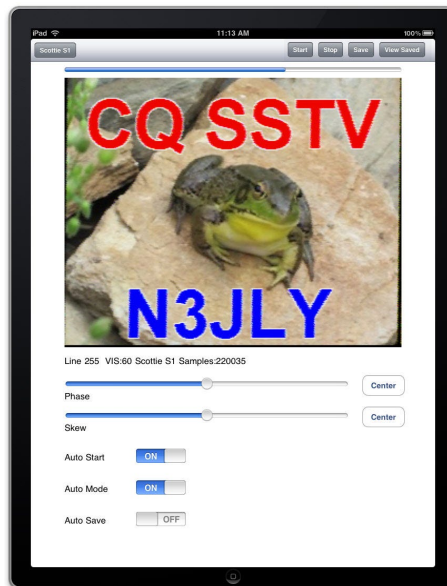 iPad 11:13 AM 100%
Scottie S1 Start Stop Save View Saved
CQ SSTV
N3JLY
Line 255 VIS:60 Scottie S1 Samples:220035
Center
Phase
Center
Skew
Auto Start ON
Auto Mode ON
Auto Save OFF